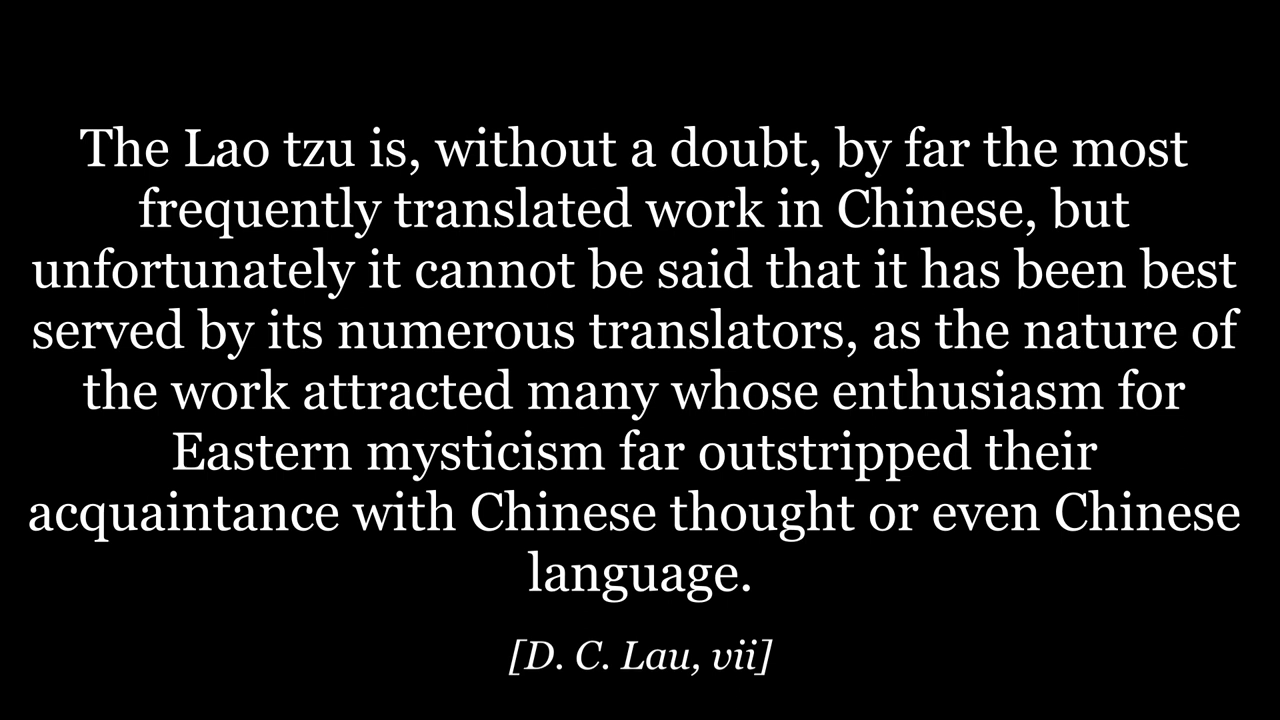 The Lao tzu is, without a doubt, by far the most
frequently translated work in Chinese, but
unfortunately it cannot be said that it has been best
served by its numerous translators, as the nature of
the work attracted many whose enthusiasm for
Eastern mysticism far outstripped their
acquaintance with Chinese thought or even Chinese
language.
[D. C. Lau, vii]